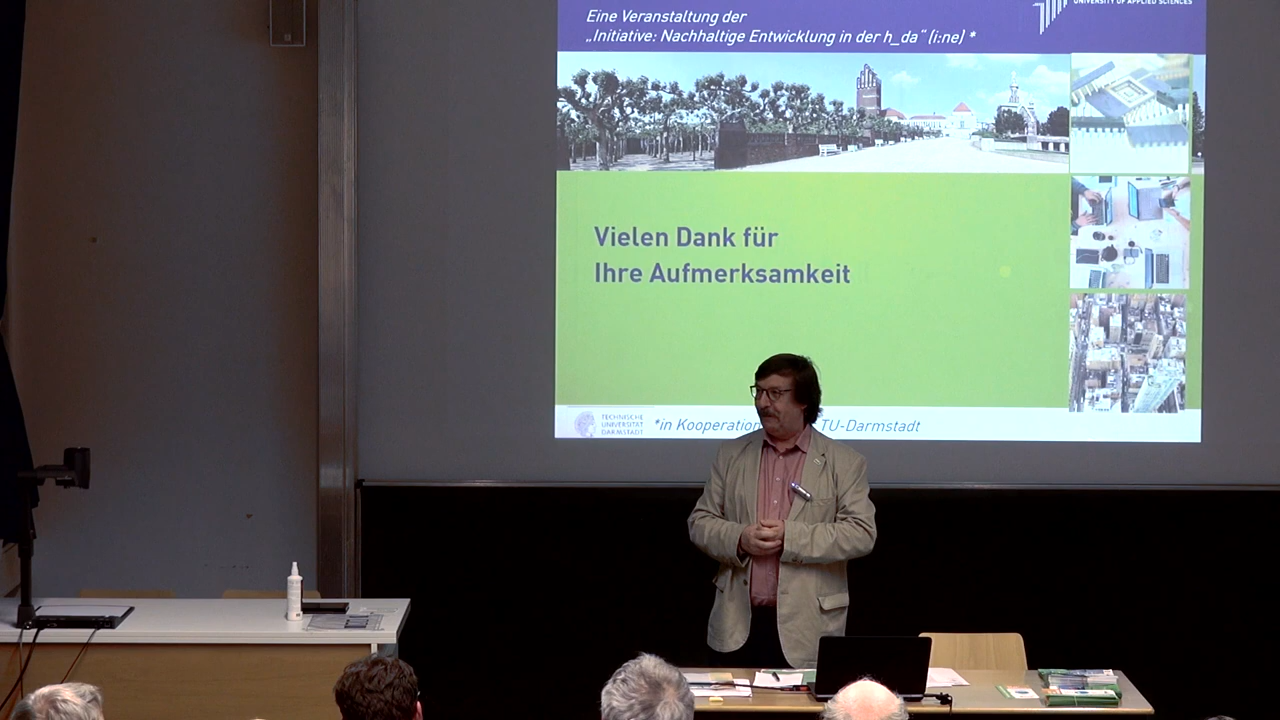 UNIVERSITY OF APPLIED SCIENCES
Eine Veranstaltung der
„Initiative: Nachhaltige Entwicklung in der h_da“ (i:ne) *
Vielen Dank für
Ihre Aufmerksamkeit
TECHNISCHE
UNIVERSITÄT
DARMSTADT
*in Kooperation TU-Darmstadt